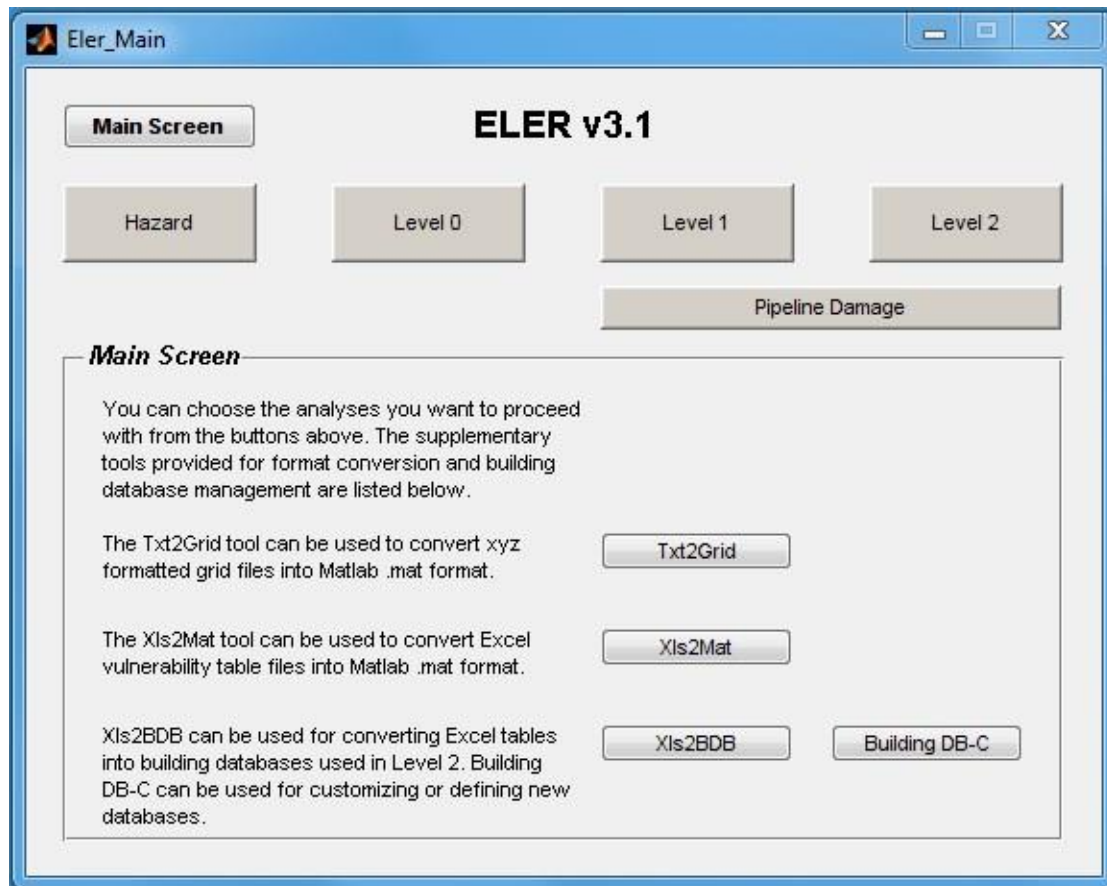 Eler_Main
Main Screen
ELER v3.1
Hazard
Level 0
Level 1
Level 2
Pipeline Damage
Main Screen
You can choose the analyses you want to proceed
with from the buttons above. The supplementary
tools provided for format conversion and building
database management are listed below.
The Txt2Grid tool can be used to convert xyz
formatted grid files into Matlab .mat format.
Txt2Grid
The Xls2Mat tool can be used to convert Excel
vulnerability table files into Matlab .mat format.
Xls2Mat
Xls2BDB can be used for converting Excel tables
into building databases used in Level 2. Building
DB-C can be used for customizing or defining new
databases.
Xls2BDB
Building DB-C